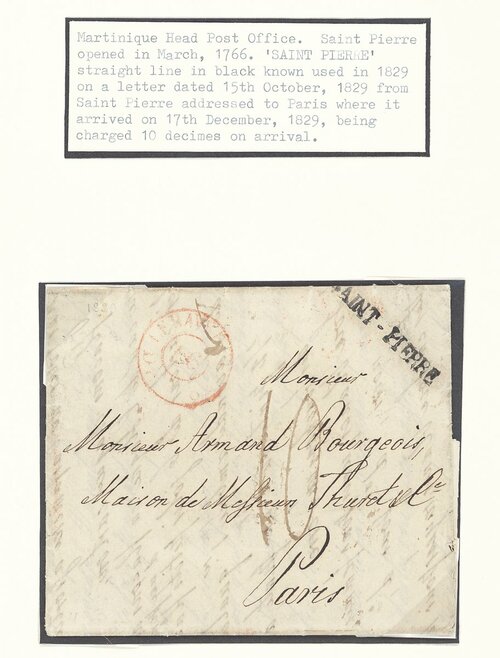 Martinique Head Post Office.  Saint Pierre
opened in March, 1766. 'SAINT PIERRE'
straight line in black known used in 1829
on a letter dated 15th October, 1829 from
Saint Pierre addressed to Paris where it
arrived on 17th December, 1829, being
charged 10 decimes on arrival.
SAINT-PIERRE
Monsieur
Monsieur Armand Bourgeois,
10
Maison de Messieurs Thuret & Cie
Paris